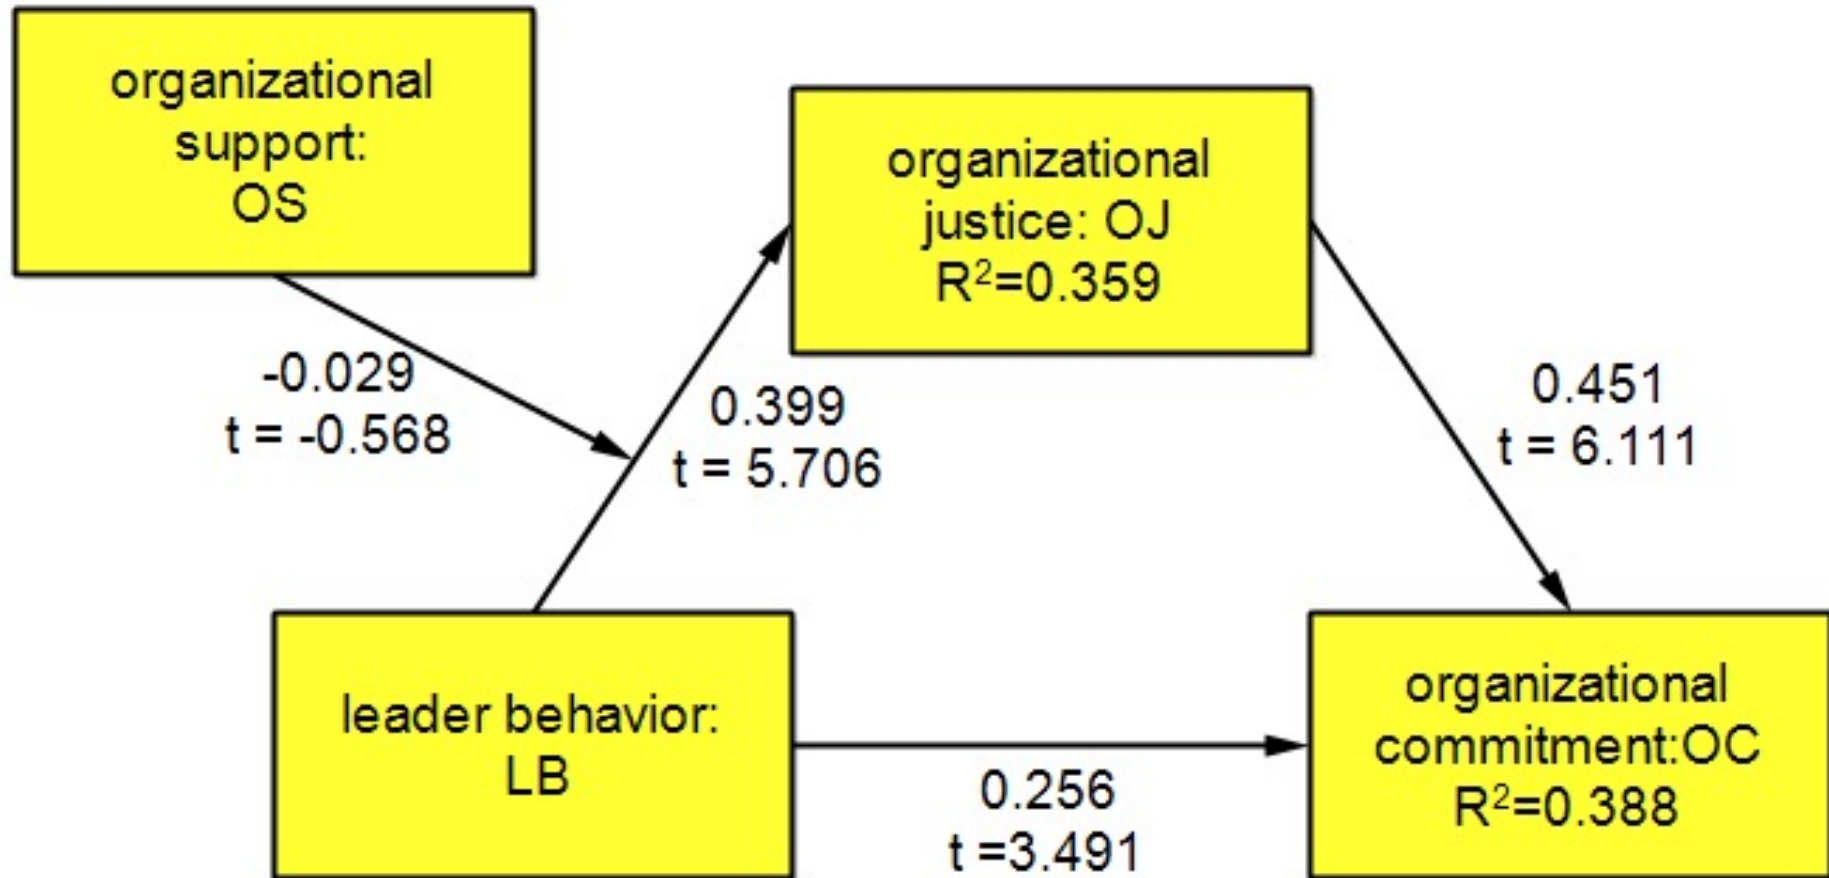 organizational
support:
OS
organizational
justice: OJ
R²=0.359
-0.029
t = -0.568
0.399
t = 5.706
0.451
t = 6.111
leader behavior:
LB
0.256
t =3.491
organizational
commitment:OC
R²=0.388